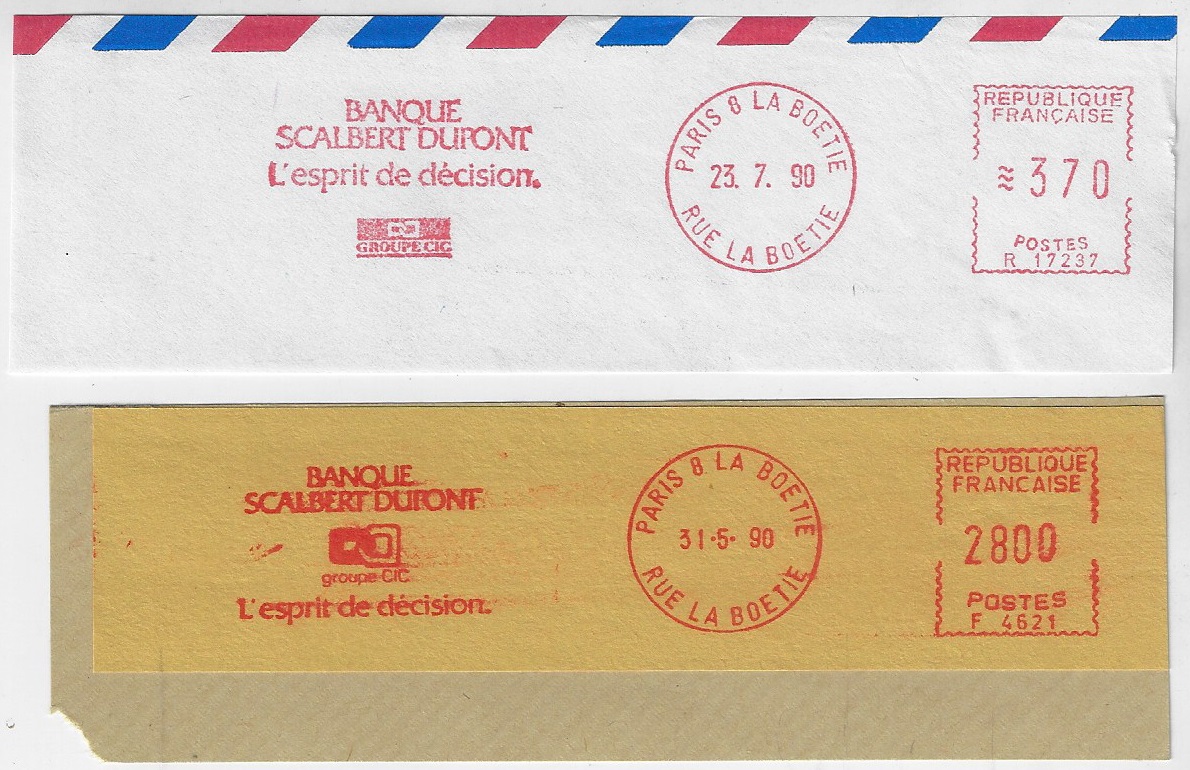 BANQUE
SCALBERT DUPONT
L'esprit de décision.
GROUPE CIC
PARIS 8 LA BOETIE
23. 7. 90
RUE LA BOETIE
REPUBLIQUE
FRANÇAISE
≋370
POSTES
R 17237
BANQUE
SCALBERT DUPONT
groupe CIC
L'esprit de décision.
PARIS 8 LA BOETIE
31·5· 90
RUE LA BOETIE
REPUBLIQUE
FRANCAISE
2800
POSTES
F 4621